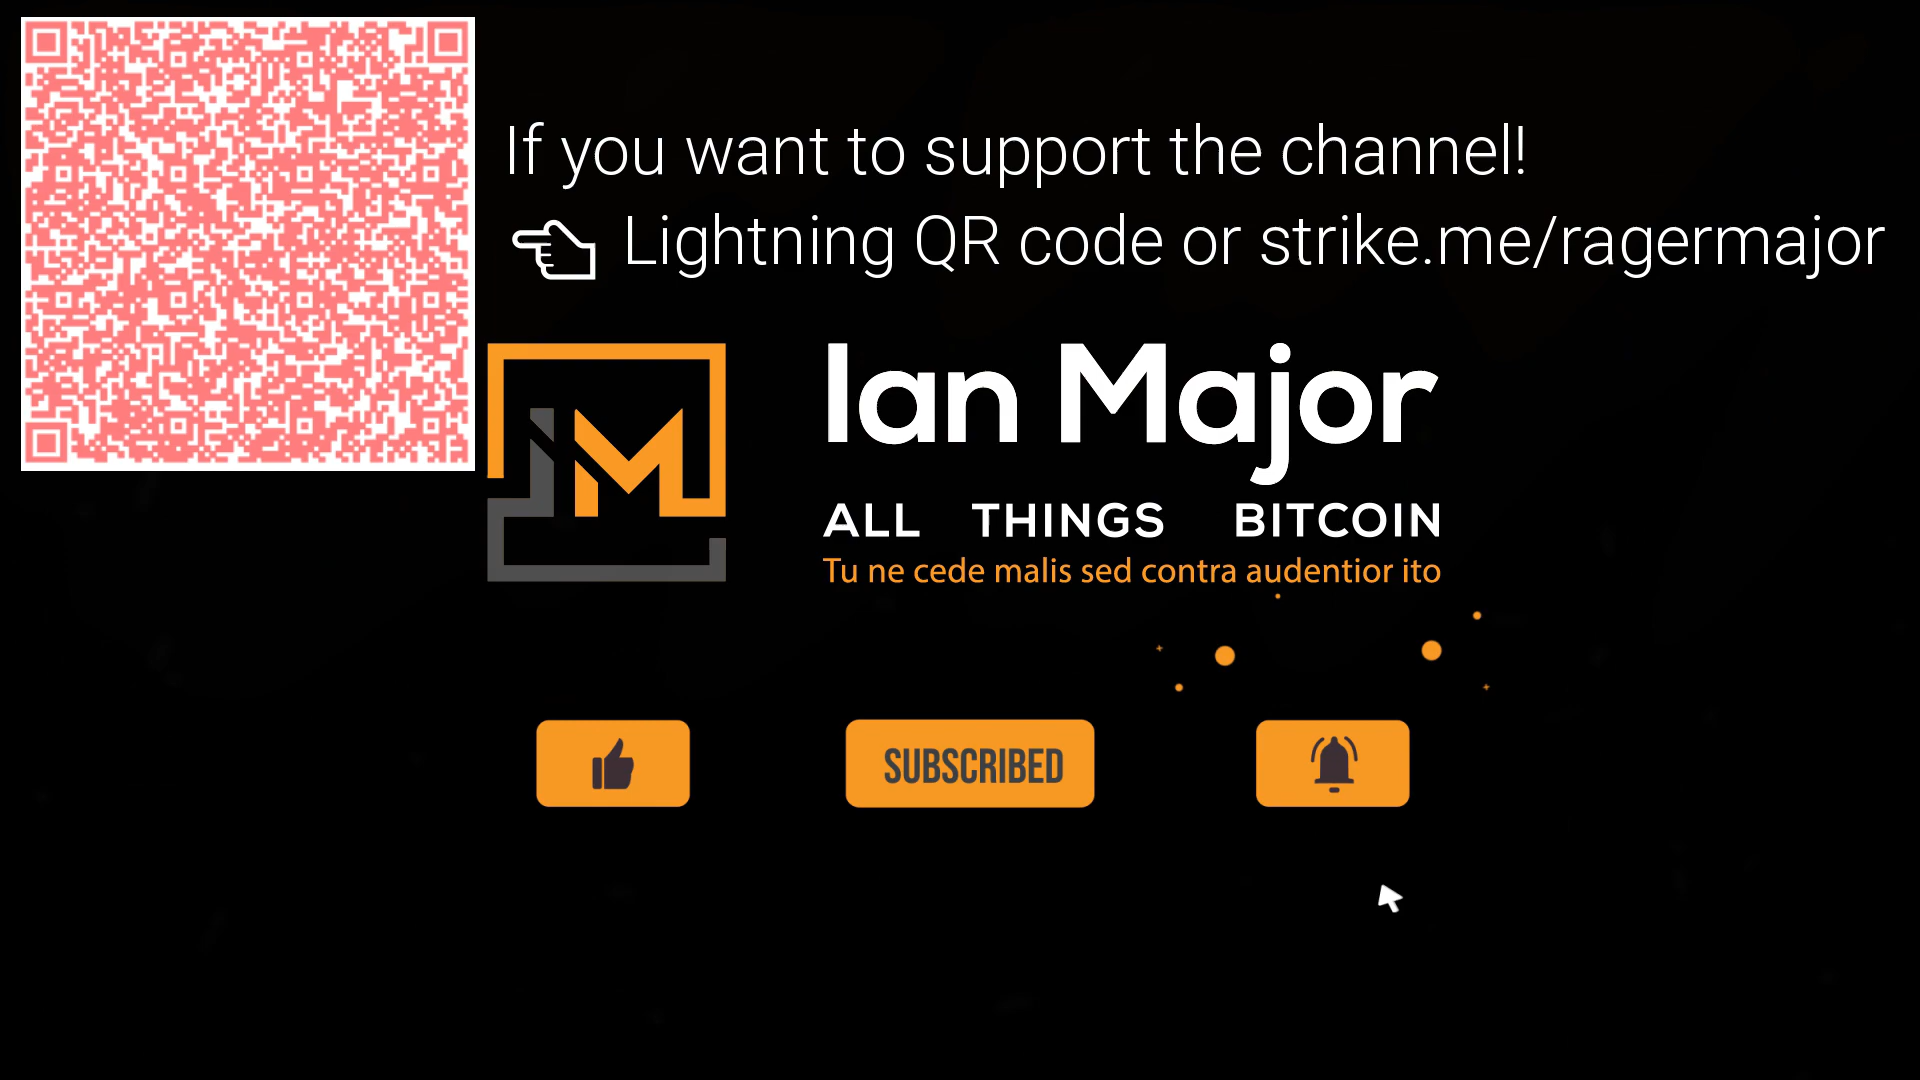 If you want to support the channel!
Lightning QR code or strike.me/ragermajor
Ian Major
ALL THINGS BITCOIN
Tu ne cede malis sed contra audentior ito
SUBSCRIBED